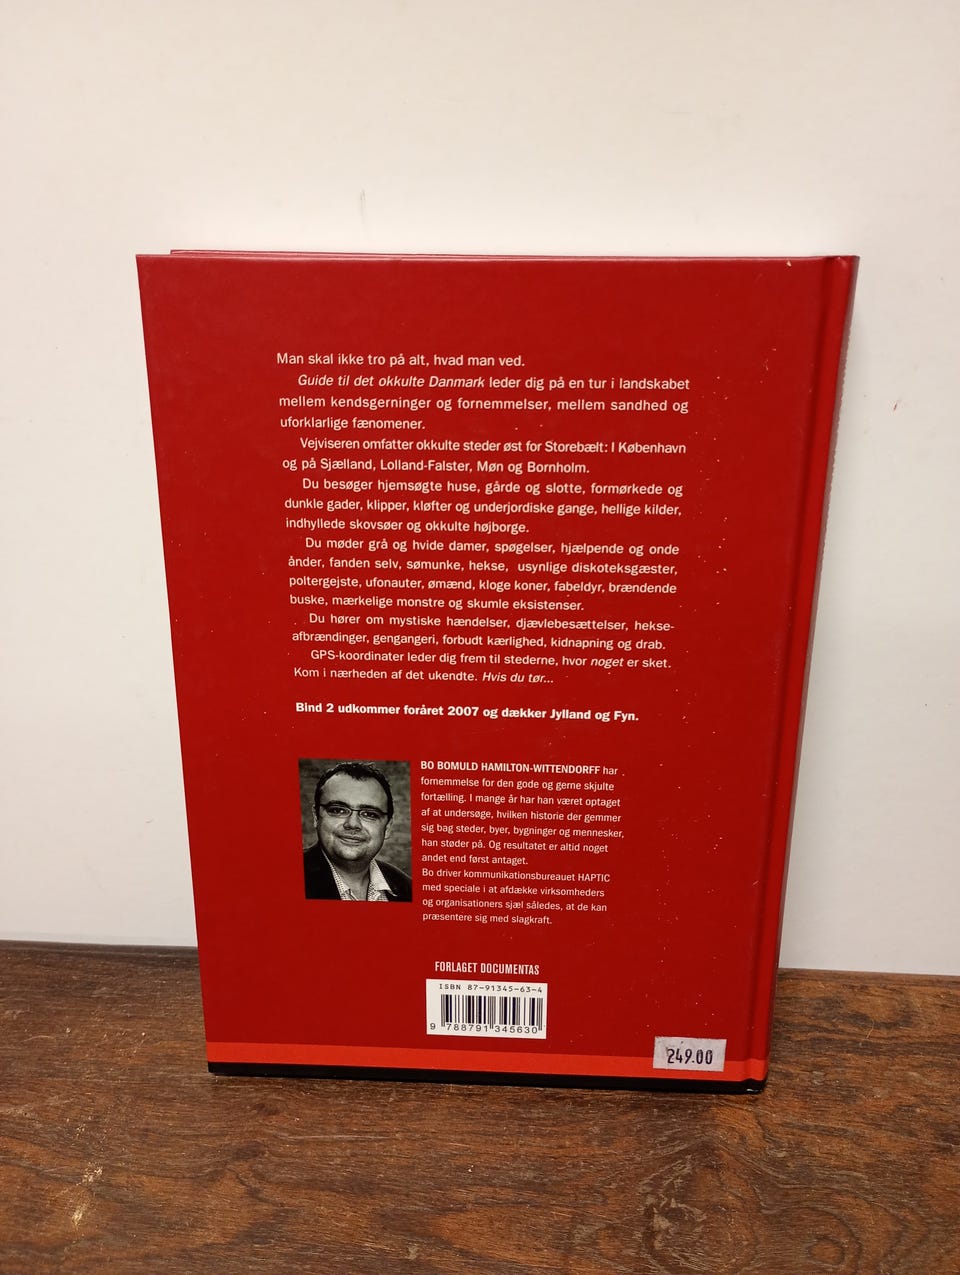 Man skal ikke tro på alt, hvad man ved.
Guide til det okkulte Danmark leder dig på en tur i landskabet
mellem kendsgerninger og fornemmelser, mellem sandhed og
uforklarlige fænomener.
Vejviseren omfatter okkulte steder øst for Storebælt: I København
og på Sjælland, Lolland-Falster, Møn og Bornholm.
Du besøger hjemsøgte huse, gårde og slotte, formørkede og
dunkle gader, klipper, kløfter og underjordiske gange, hellige kilder,
indhyllede skovsøer og okkulte højborge.
Du møder grå og hvide damer, spøgelser, hjælpende og onde
ånder, fanden selv, sømunke, hekse, usynlige diskoteksgæster,
poltergejste, ufonauter, ømænd, kloge koner, fabeldyr, brændende
buske, mærkelige monstre og skumle eksistenser.
Du hører om mystiske hændelser, djævlebesættelser, hekse-
afbrændinger, gengangeri, forbudt kærlighed, kidnapning og drab.
GPS-koordinater leder dig frem til stederne, hvor noget er sket.
Kom i nærheden af det ukendte. Hvis du tør...
Bind 2 udkommer foråret 2007 og dækker Jylland og Fyn.
BO BOMULD HAMILTON-WITTENDORFF har
fornemmelse for den gode og gerne skjulte
fortælling. I mange år har han været optaget
af at undersøge, hvilken historie der gemmer
sig bag steder, byer, bygninger og mennesker,
han støder på. Og resultatet er altid noget
andet end først antaget.
Bo driver kommunikationsbureauet HAPTIC
med speciale i at afdække virksomheders
og organisationers sjæl således, at de kan
præsentere sig med slagkraft.
FORLAGET DOCUMENTAS
ISBN 87-91345-63-4
9 788791 345630
249.00